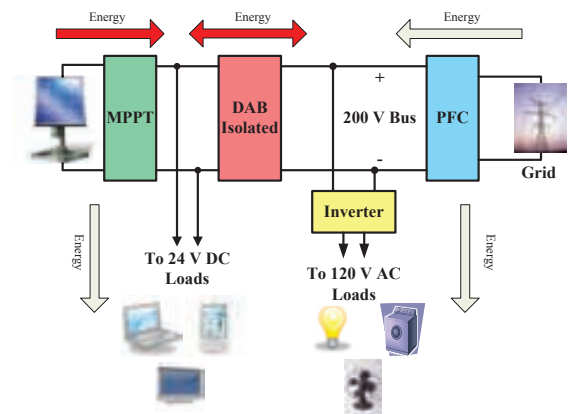 Energy
Energy
Energy
MPPT
DAB
Isolated
+
200 V Bus
-
PFC
Grid
Inverter
Energy
To 24 V DC
Loads
To 120 V AC
Loads
Energy